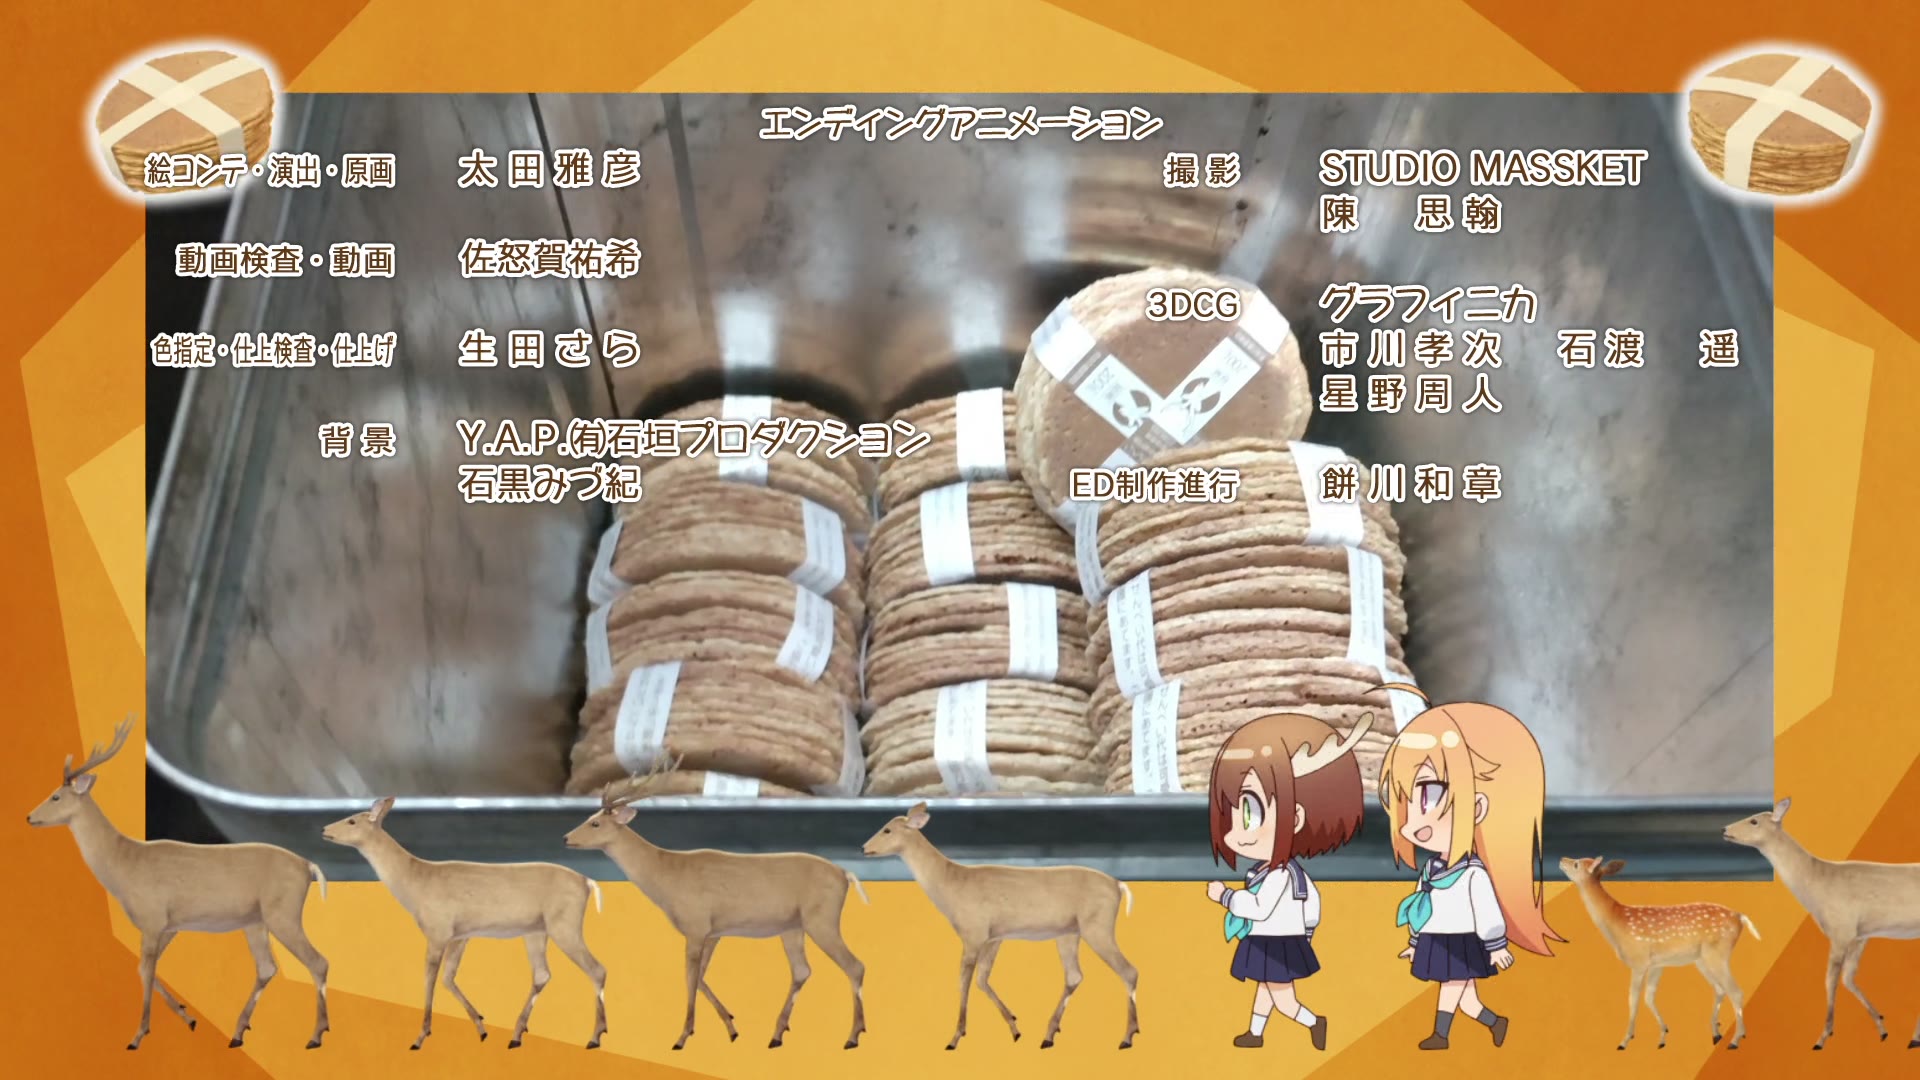 エンディングアニメーション
絵コンテ・演出・原画 太田雅彦
動画検査・動画 佐怒賀祐希
色指定・仕上検査・仕上げ 生田さら
背景 Y.A.P.㈲石垣プロダクション
石黒みづ紀
撮影 STUDIO MASSKET
陳 思翰
3DCG グラフィニカ
市川孝次 石渡 遥
星野周人
ED制作進行 餅川和章